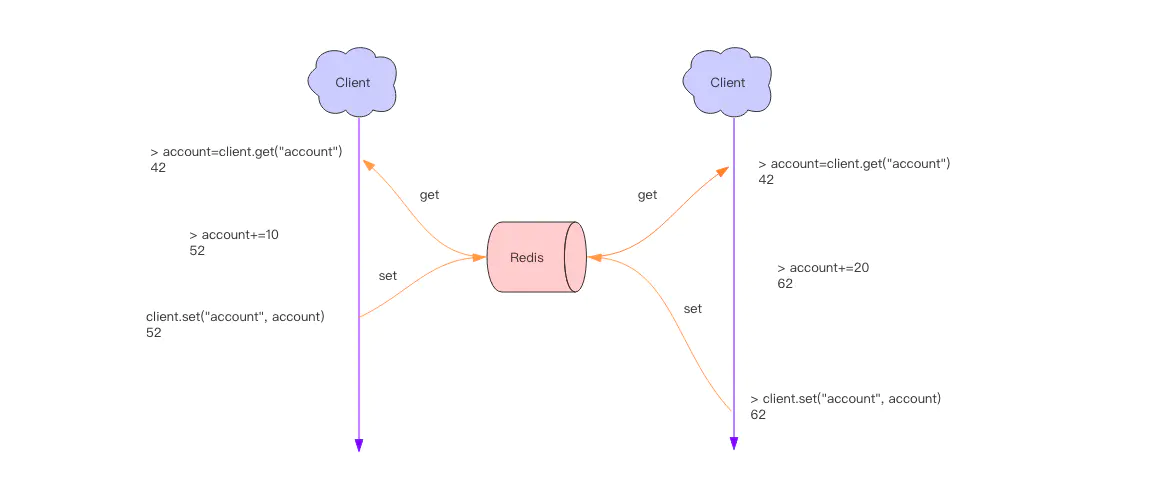 Client
Client
> account=client.get("account")
42
> account=client.get("account")
42
get
get
> account+=10
52
Redis
> account+=20
62
set
set
client.set("account", account)
52
> client.set("account", account)
62